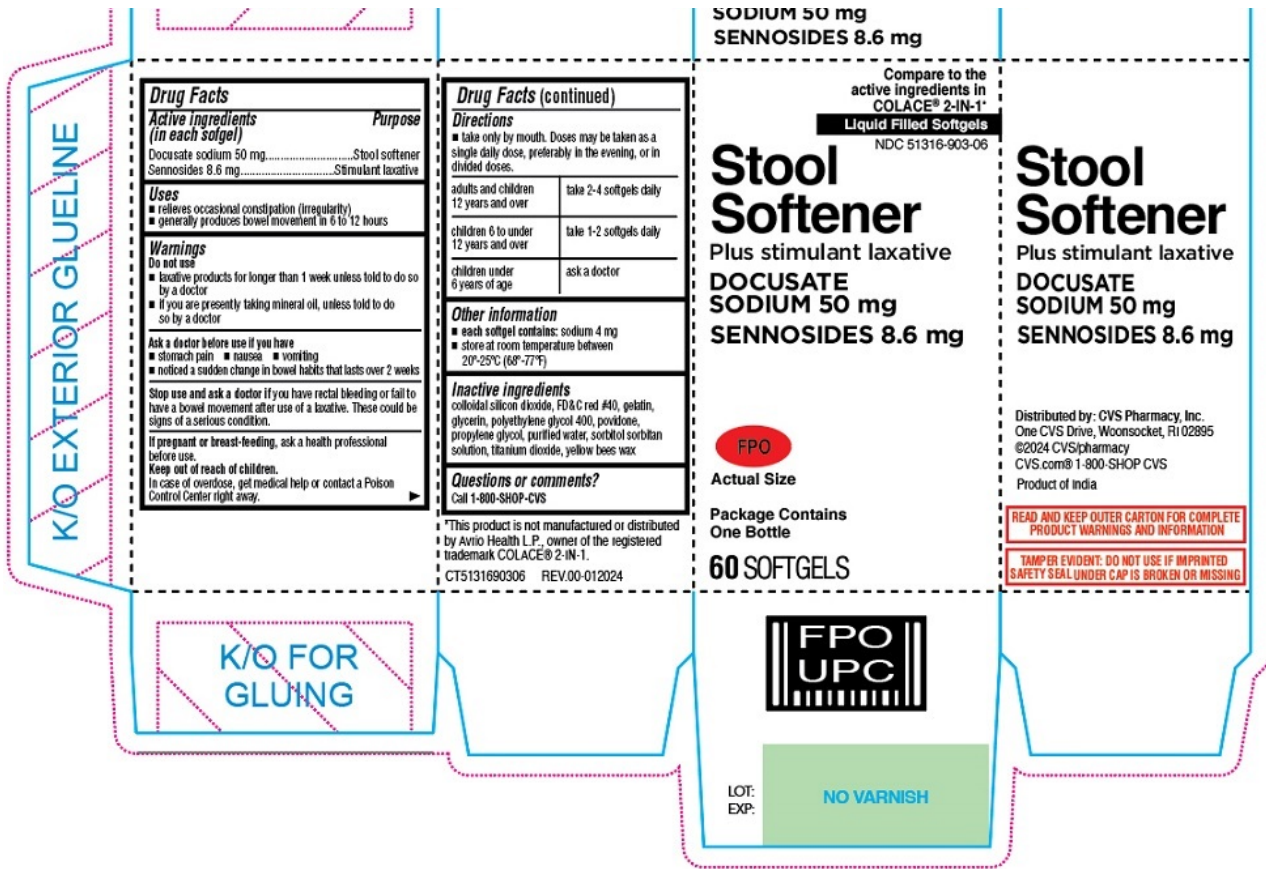 SODIUM 50 mg
SENNOSIDES 8.6 mg
K/O EXTERIOR GLUELINE
Drug Facts
Active ingredients Purpose
(in each sofgel)
Docusate sodium 50 mg..............................Stool softener
Sennosides 8.6 mg................................Stimulant laxative
Uses
■ relieves occasional constipation (irregularity)
■ generally produces bowel movement in 6 to 12 hours
Warnings
Do not use
■ laxative products for longer than 1 week unless told to do so
by a doctor
■ if you are presently taking mineral oil, unless told to do
so by a doctor
Ask a doctor before use if you have
■ stomach pain ■ nausea ■ vomiting
■ noticed a sudden change in bowel habits that lasts over 2 weeks
Stop use and ask a doctor if you have rectal bleeding or fail to
have a bowel movement after use of a laxative. These could be
signs of a serious condition.
If pregnant or breast-feeding, ask a health professional
before use.
Keep out of reach of children.
In case of overdose, get medical help or contact a Poison
Control Center right away.
Drug Facts (continued)
Directions
■ take only by mouth. Doses may be taken as a
single daily dose, preferably in the evening, or in
divided doses.
adults and children take 2-4 softgels daily
12 years and over
children 6 to under take 1-2 softgels daily
12 years and over
children under ask a doctor
6 years of age
Other information
■ each softgel contains: sodium 4 mg
■ store at room temperature between
20°-25°C (68°-77°F)
Inactive ingredients
colloidal silicon dioxide, FD&C red #40, gelatin,
glycerin, polyethylene glycol 400, povidone,
propylene glycol, purified water, sorbitol sorbitan
solution, titanium dioxide, yellow bees wax
Questions or comments?
Call 1-800-SHOP-CVS
*This product is not manufactured or distributed
by Avrio Health L.P., owner of the registered
trademark COLACE® 2-IN-1.
CT5131690306 REV.00-012024
Compare to the
active ingredients in
COLACE® 2-IN-1*
Liquid Filled Softgels
NDC 51316-903-06
Stool
Softener
Plus stimulant laxative
DOCUSATE
SODIUM 50 mg
SENNOSIDES 8.6 mg
FPO
Actual Size
Package Contains
One Bottle
60 SOFTGELS
Stool
Softener
Plus stimulant laxative
DOCUSATE
SODIUM 50 mg
SENNOSIDES 8.6 mg
Distributed by: CVS Pharmacy, Inc.
One CVS Drive, Woonsocket, RI 02895
©2024 CVS/pharmacy
CVS.com® 1-800-SHOP CVS
Product of India
READ AND KEEP OUTER CARTON FOR COMPLETE
PRODUCT WARNINGS AND INFORMATION
TAMPER EVIDENT: DO NOT USE IF IMPRINTED
SAFETY SEAL UNDER CAP IS BROKEN OR MISSING
K/O FOR
GLUING
FPO
UPC
LOT:
EXP:
NO VARNISH